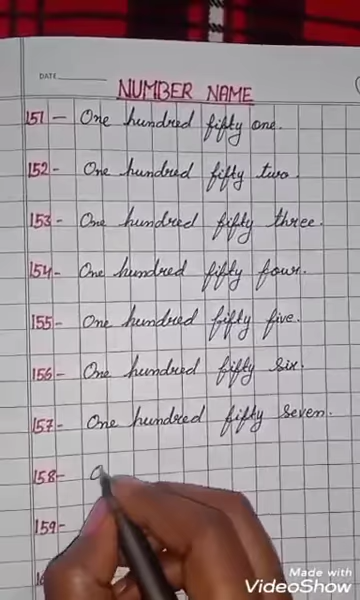 DATE
NUMBER NAME
151 - One hundred fifty one.
152 - One hundred fifty two.
153 - One hundred fifty three.
154 - One hundred fifty four.
155 - One hundred fifty five.
156 - One hundred fifty six.
157 - One hundred fifty seven.
158 - O
159 -
Made with
VideoShow